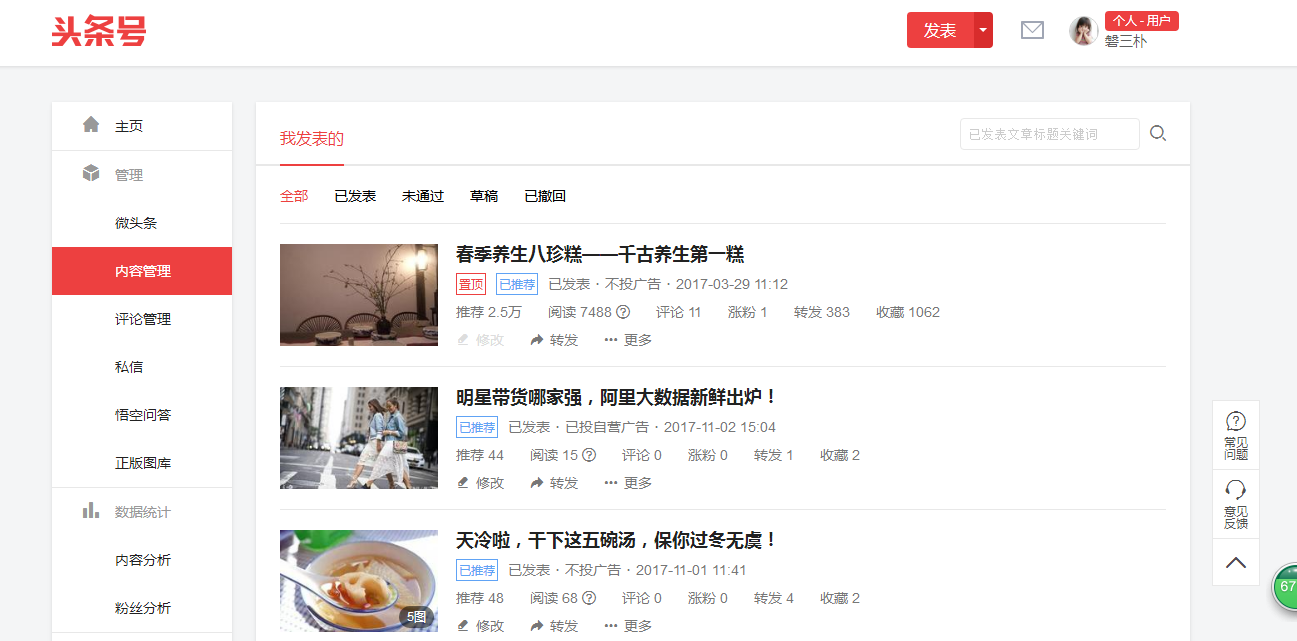 头条号
发表
个人 - 用户
磐三朴
主页
管理
微头条
内容管理
评论管理
私信
悟空问答
正版图库
数据统计
内容分析
粉丝分析
我发表的
已发表文章标题关键词
全部 已发表 未通过 草稿 已撤回
春季养生八珍糕——千古养生第一糕
置顶 已推荐 已发表 · 不投广告 · 2017-03-29 11:12
推荐 2.5万 阅读 7488 ? 评论 11 涨粉 1 转发 383 收藏 1062
修改 转发 ··· 更多
明星带货哪家强，阿里大数据新鲜出炉！
已推荐 已发表 · 已投自营广告 · 2017-11-02 15:04
推荐 44 阅读 15 ? 评论 0 涨粉 0 转发 1 收藏 2
修改 转发 ··· 更多
天冷啦，干下这五碗汤，保你过冬无虞！
5图
已推荐 已发表 · 不投广告 · 2017-11-01 11:41
推荐 48 阅读 68 ? 评论 0 涨粉 0 转发 4 收藏 2
修改 转发 ··· 更多
常见
问题
意见
反馈
67